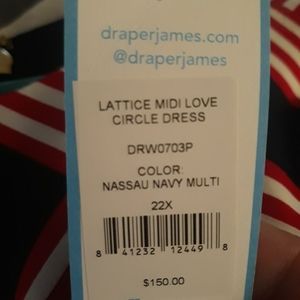 draperjames.com
@draperjames
LATTICE MIDI LOVE
CIRCLE DRESS
DRW0703P
COLOR:
NASSAU NAVY MULTI
22X
8 41232 12449 8
$150.00